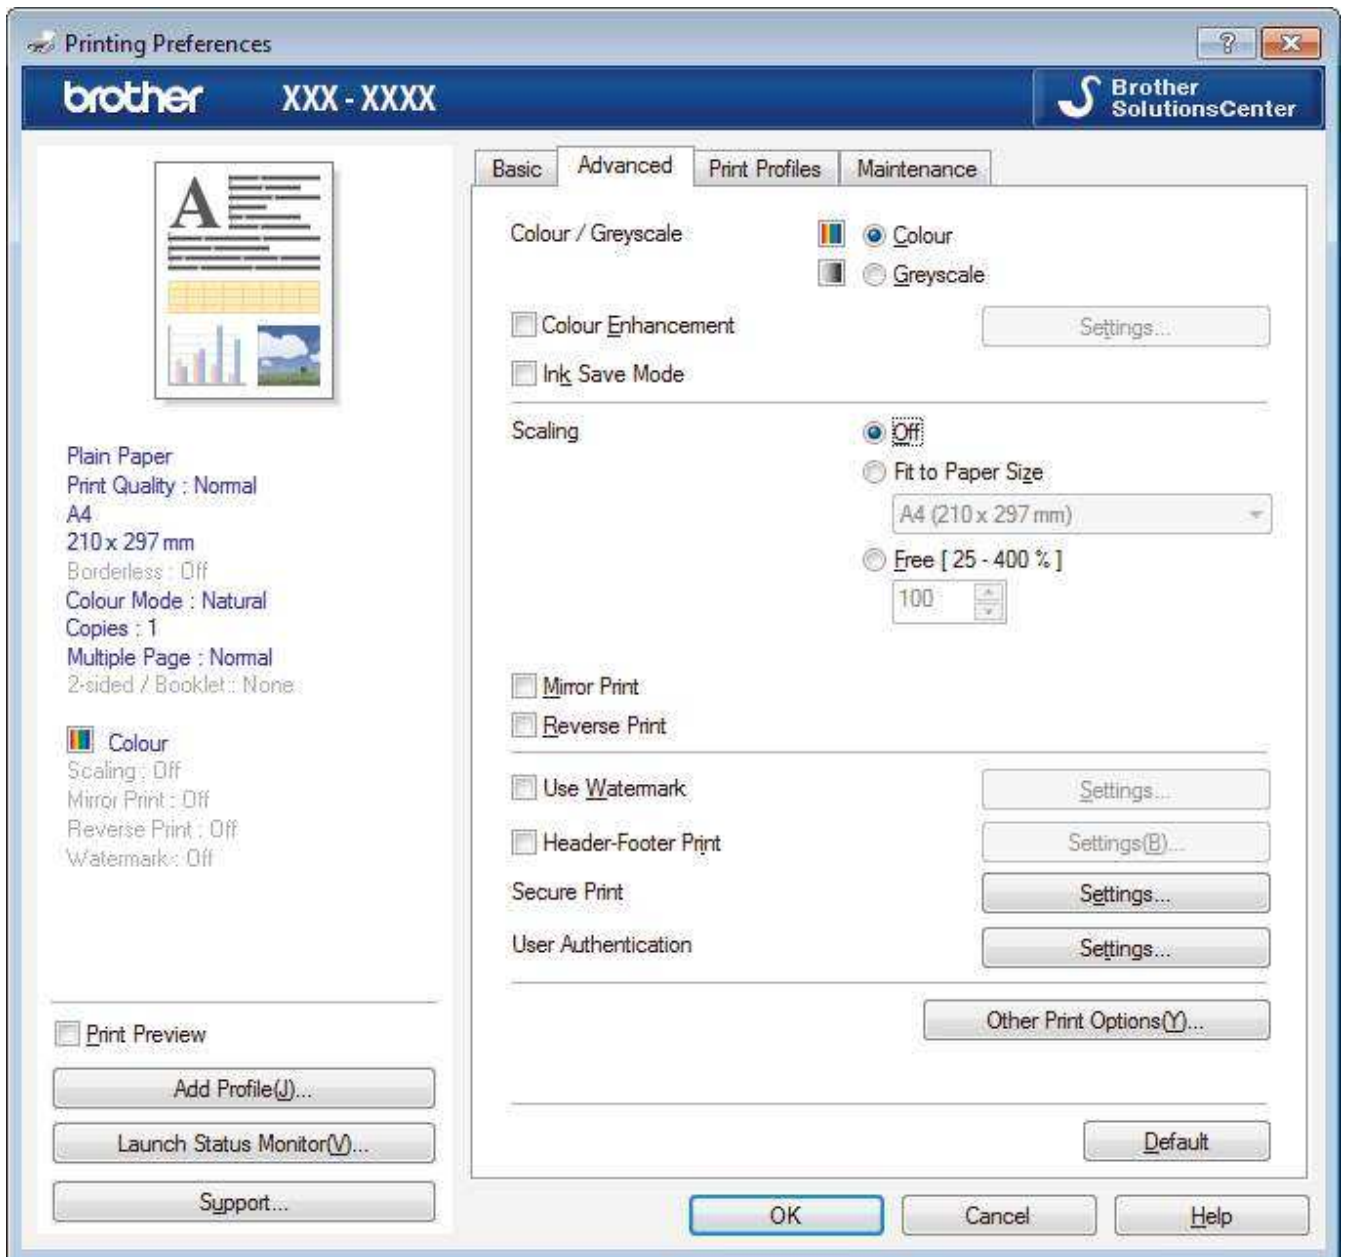 Printing Preferences
brother XXX - XXXX
Brother
SolutionsCenter
A
Plain Paper
Print Quality : Normal
A4
210 x 297 mm
Borderless : Off
Colour Mode : Natural
Copies : 1
Multiple Page : Normal
2-sided / Booklet : None
Colour
Scaling : Off
Mirror Print : Off
Reverse Print : Off
Watermark : Off
Print Preview
Add Profile(J)...
Launch Status Monitor(V)...
Support...
Basic Advanced Print Profiles Maintenance
Colour / Greyscale Colour
Greyscale
Colour Enhancement Settings...
Ink Save Mode
Scaling Off
Fit to Paper Size
A4 (210 x 297 mm)
Free [ 25 - 400 % ]
100
Mirror Print
Reverse Print
Use Watermark Settings...
Header-Footer Print Settings(B)...
Secure Print Settings...
User Authentication Settings...
Other Print Options(Y)...
Default
OK Cancel Help